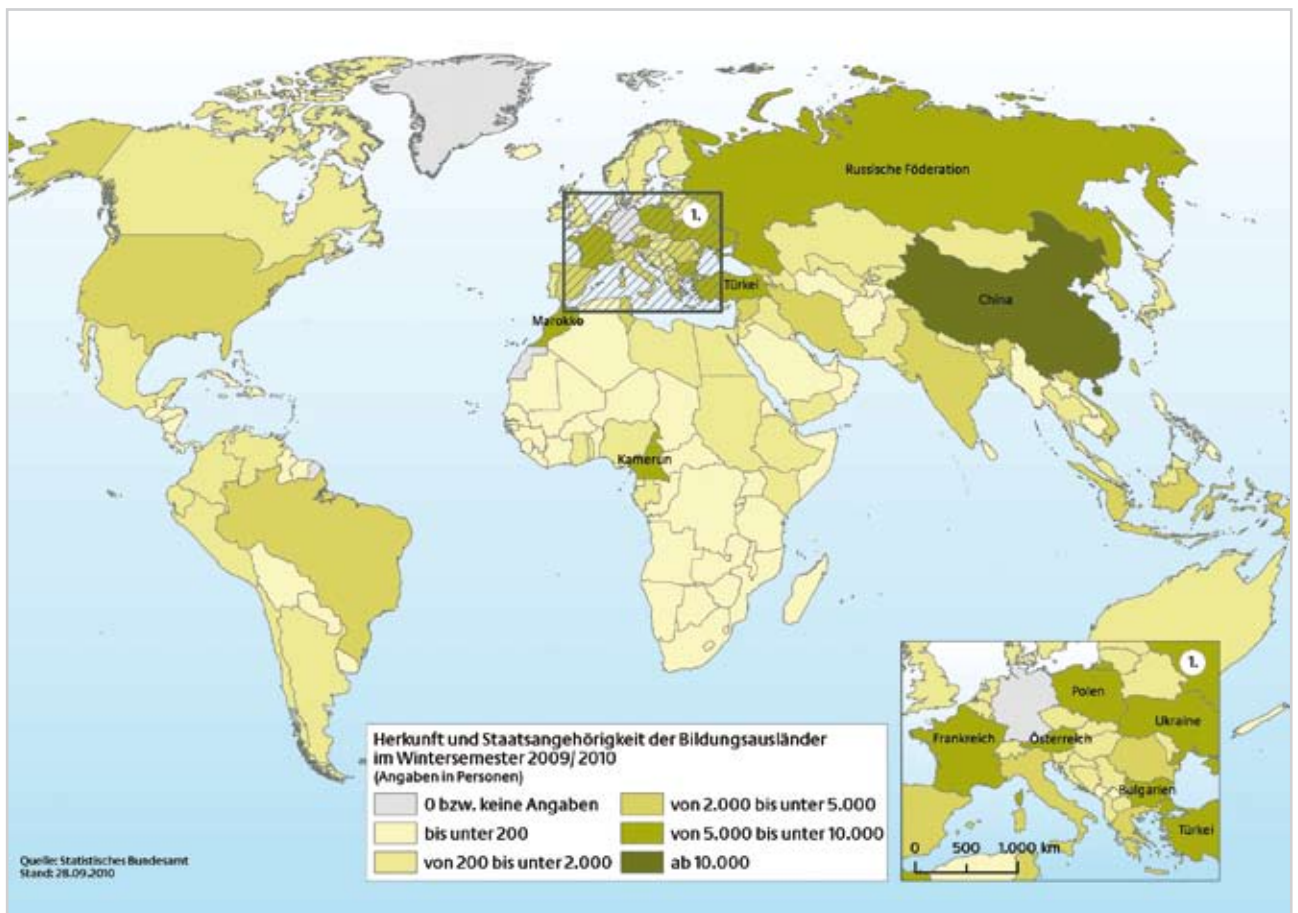 Russische Föderation
1.
Türkei
China
Marokko
Kamerun
1.
Polen
Ukraine
Frankreich
Österreich
Bulgarien
Türkei
0 500 1.000 km
Herkunft und Staatsangehörigkeit der Bildungsausländer
im Wintersemester 2009/2010
(Angaben in Personen)
0 bzw. keine Angaben
bis unter 200
von 200 bis unter 2.000
von 2.000 bis unter 5.000
von 5.000 bis unter 10.000
ab 10.000
Quelle: Statistisches Bundesamt
Stand: 28.09.2010